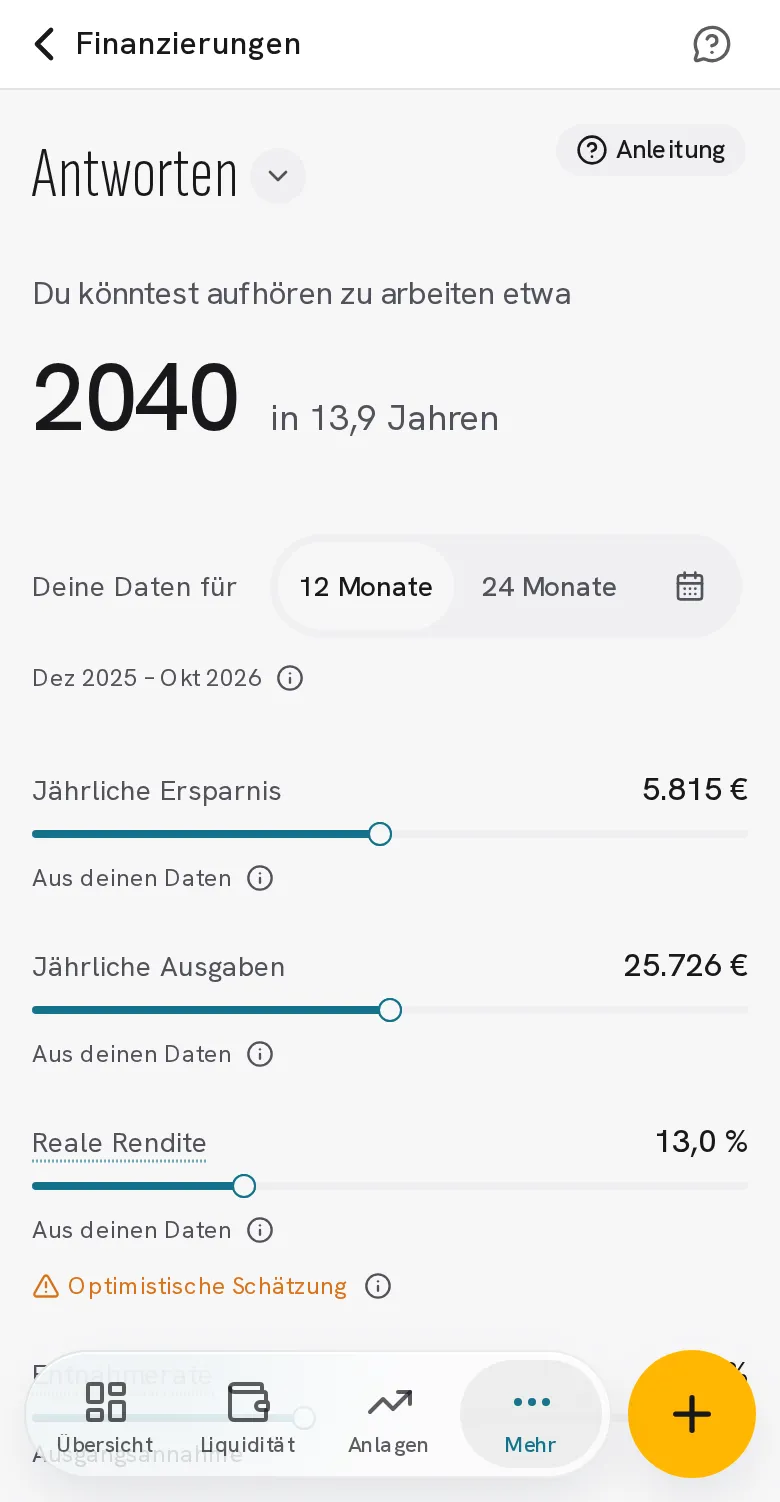 Finanzierungen
Antworten
Anleitung
Du könntest aufhören zu arbeiten etwa
2040 in 13,9 Jahren
Deine Daten für 12 Monate 24 Monate
Dez 2025 – Okt 2026
Jährliche Ersparnis 5.815 €
Aus deinen Daten
Jährliche Ausgaben 25.726 €
Aus deinen Daten
Reale Rendite 13,0 %
Aus deinen Daten
Optimistische Schätzung
Entnahmerate %
Ausgangsannahme
Übersicht Liquidität Anlagen Mehr